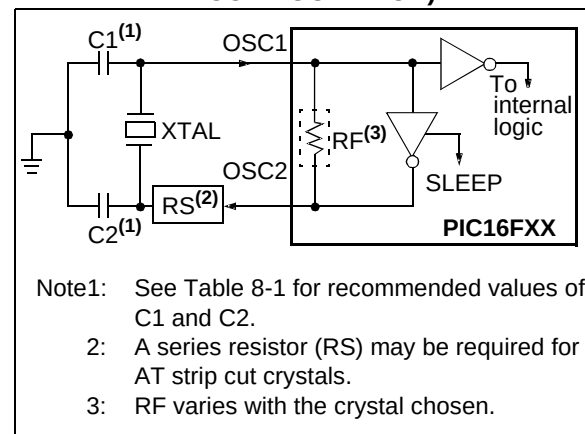 C1(1)
OSC1
To
internal
logic
XTAL
RF(3)
OSC2
SLEEP
RS(2)
C2(1)
PIC16FXX
Note1: See Table 8-1 for recommended values of
C1 and C2.
2: A series resistor (RS) may be required for
AT strip cut crystals.
3: RF varies with the crystal chosen.